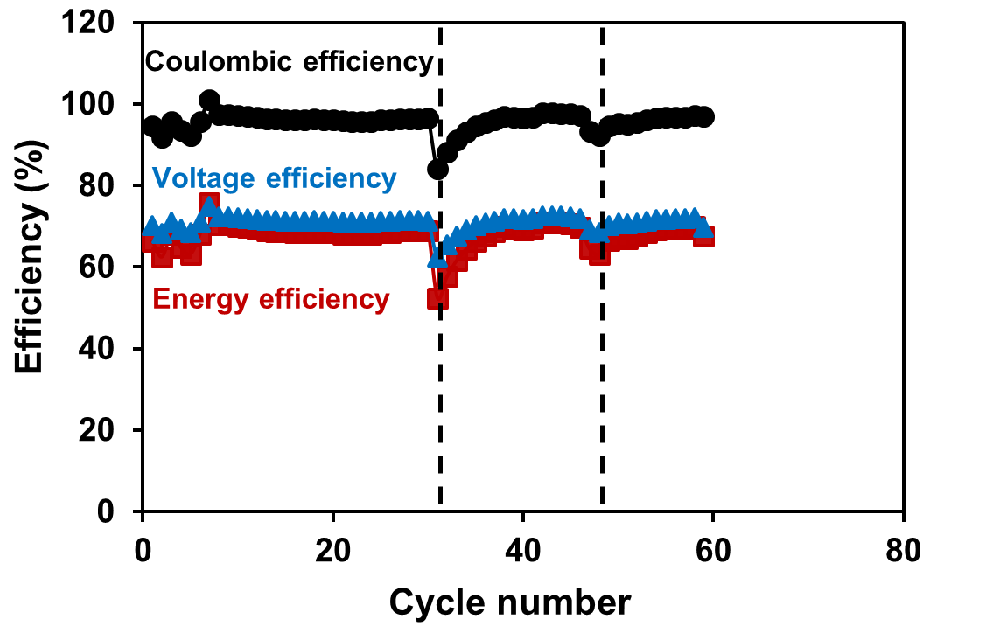 120
100
80
60
40
20
0
Efficiency (%)
Coulombic efficiency
Voltage efficiency
Energy efficiency
0 20 40 60 80
Cycle number